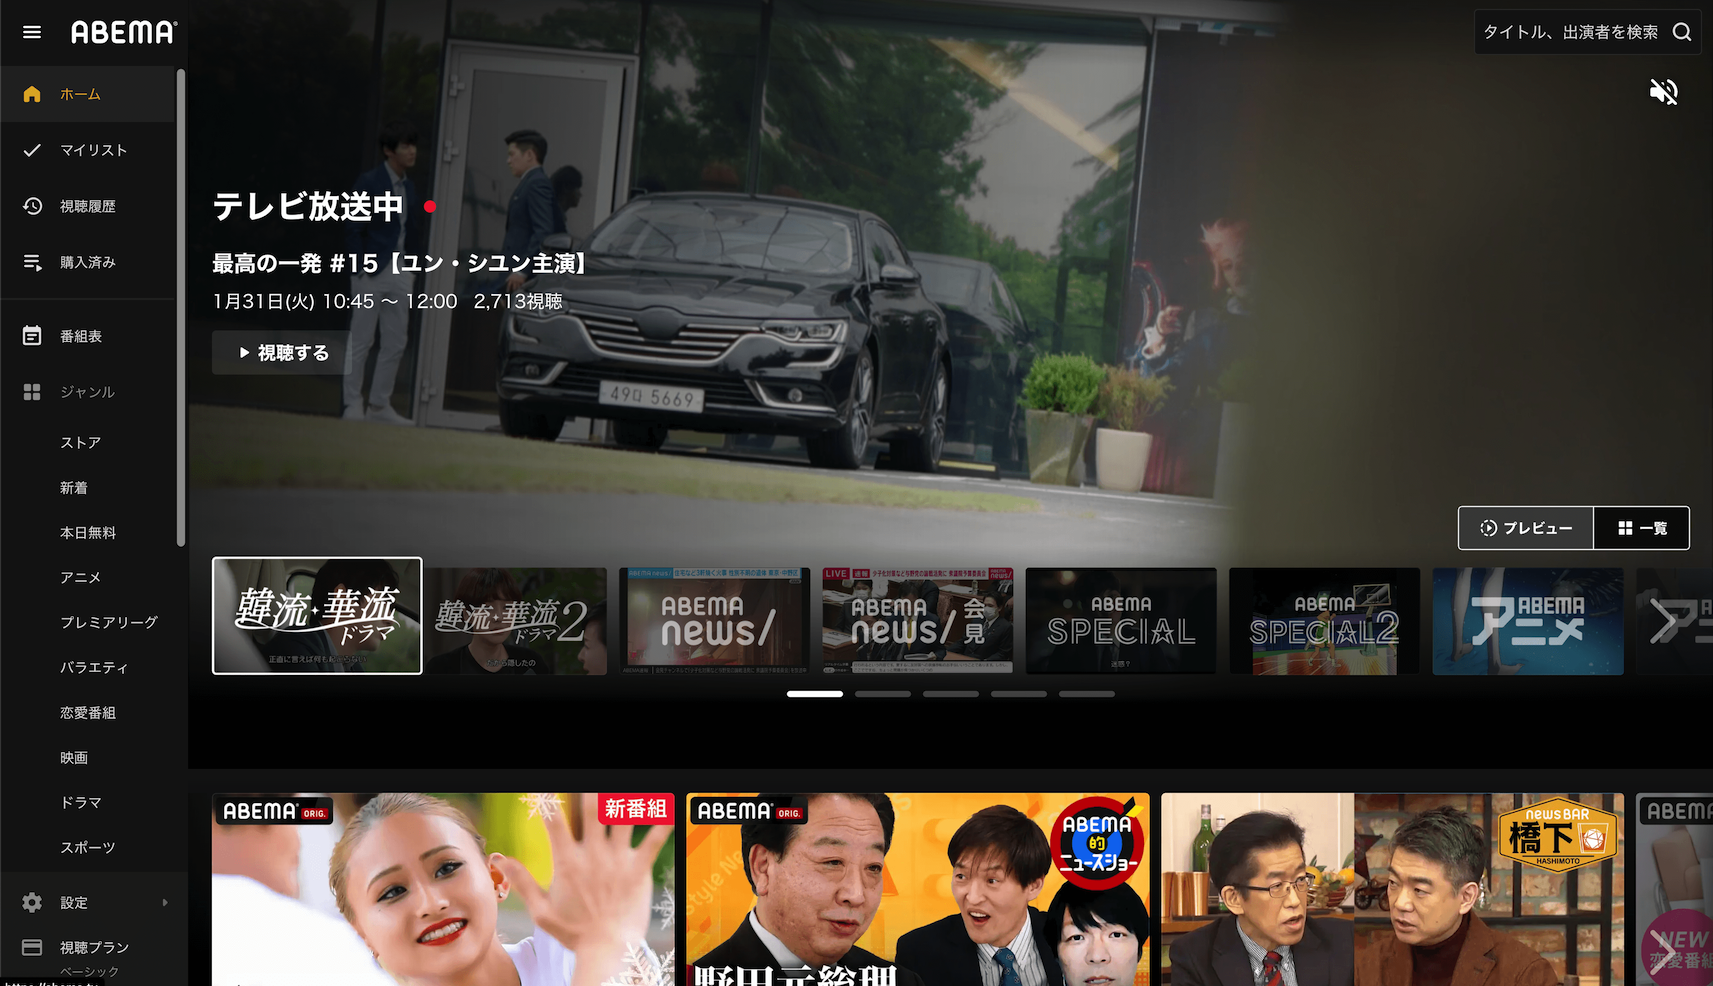 ABEMA
タイトル、出演者を検索
ホーム
マイリスト
視聴履歴
購入済み
番組表
ジャンル
ストア
新着
本日無料
アニメ
プレミアリーグ
バラエティ
恋愛番組
映画
ドラマ
スポーツ
設定
視聴プラン
ベーシック
テレビ放送中
最高の一発 #15【ユン・シユン主演】
1月31日(火) 10:45 〜 12:00 2,713視聴
視聴する
49 5669
プレビュー
一覧
韓流・華流
ドラマ
韓流・華流
ドラマ2
ABEMA
news/
LIVE 速報
ABEMA
news/
会見
ABEMA
SPECIAL
迷惑?
ABEMA
SPECIAL2
ABEMA
アニメ
ABEMA ORIG.
新番組
ABEMA ORIG.
ABEMA
的
ニュースショー
野田元総理
newsBAR
橋下
HASHIMOTO
ABEMA
NEW
恋愛番組